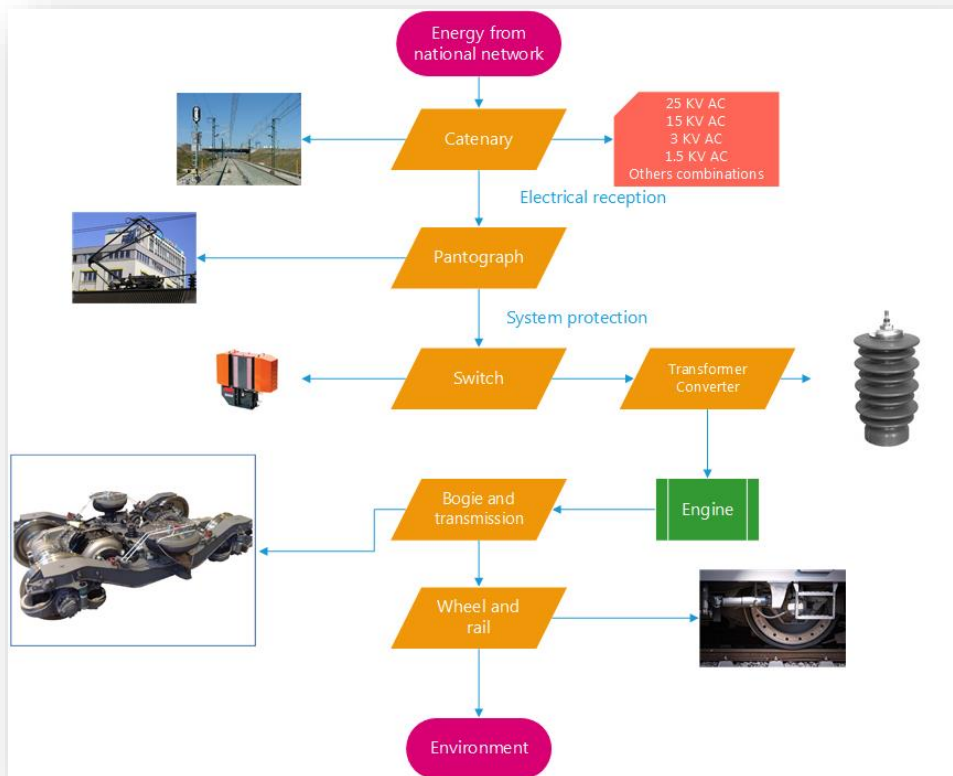 Energy from
national network
Catenary
25 KV AC
15 KV AC
3 KV AC
1.5 KV AC
Others combinations
Electrical reception
Pantograph
System protection
Switch
Transformer
Converter
Bogie and
transmission
Engine
Wheel and
rail
Environment